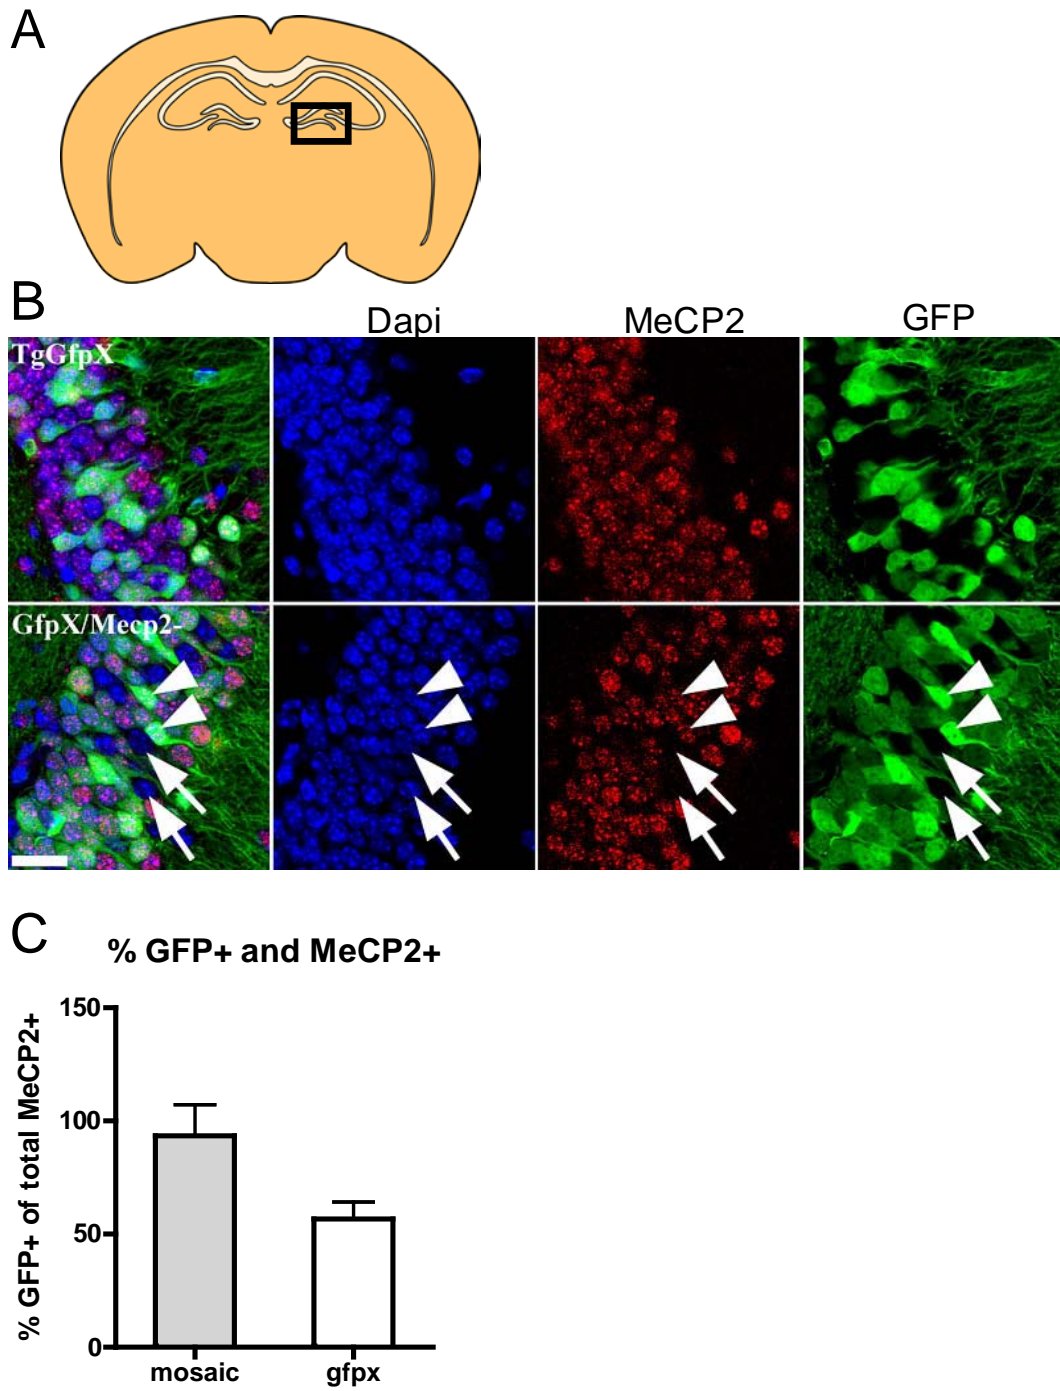 A
B
Dapi
MeCP2
GFP
TgGfpX
GfpX/Mecp2-
C
% GFP+ and MeCP2+
% GFP+ of total MeCP2+
150
100
50
0
mosaic
gfpx